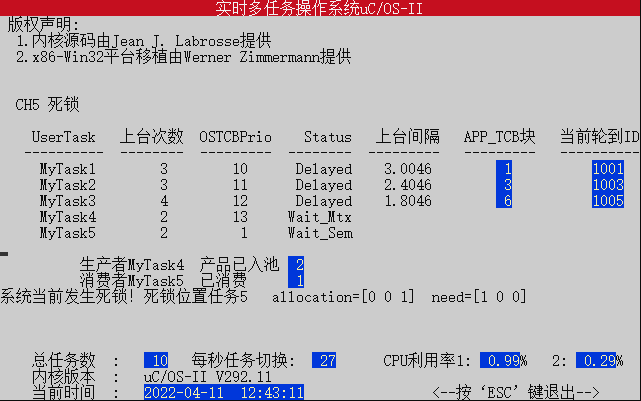 实时多任务操作系统uC/OS-II
版权声明:
1.内核源码由Jean J. Labrosse提供
2.x86-Win32平台移植由Werner Zimmermann提供
CH5 死锁
UserTask 上台次数 OSTCBPrio Status 上台间隔 APP_TCB块 当前轮到ID
-------- -------- --------- -------- -------- --------- ----------
MyTask1 3 10 Delayed 3.0046 1 1001
MyTask2 3 11 Delayed 2.4046 3 1003
MyTask3 4 12 Delayed 1.8046 6 1005
MyTask4 2 13 Wait_Mtx
MyTask5 2 1 Wait_Sem
生产者MyTask4 产品已入池 2
消费者MyTask5 已消费 1
系统当前发生死锁! 死锁位置任务5 allocation=[0 0 1] need=[1 0 0]
总任务数 : 10 每秒任务切换: 27 CPU利用率1: 0.99% 2: 0.29%
内核版本 : uC/OS-II V292.11
当前时间 : 2022-04-11 12:43:11 <--按‘ESC’键退出-->